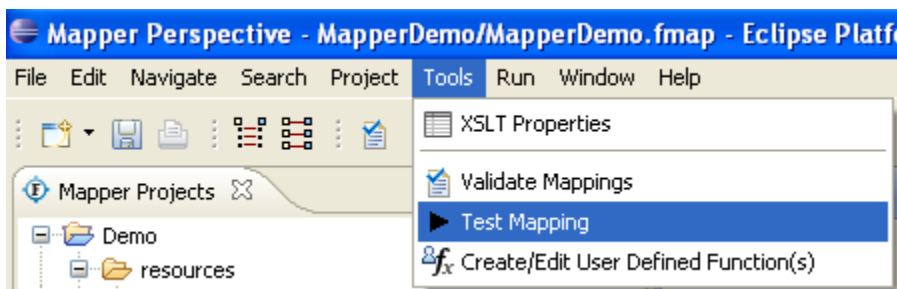 Mapper Perspective - MapperDemo/MapperDemo.fmap - Eclipse Platf
File Edit Navigate Search Project Tools Run Window Help
XSLT Properties
Validate Mappings
Test Mapping
Create/Edit User Defined Function(s)
Mapper Projects
Demo
resources